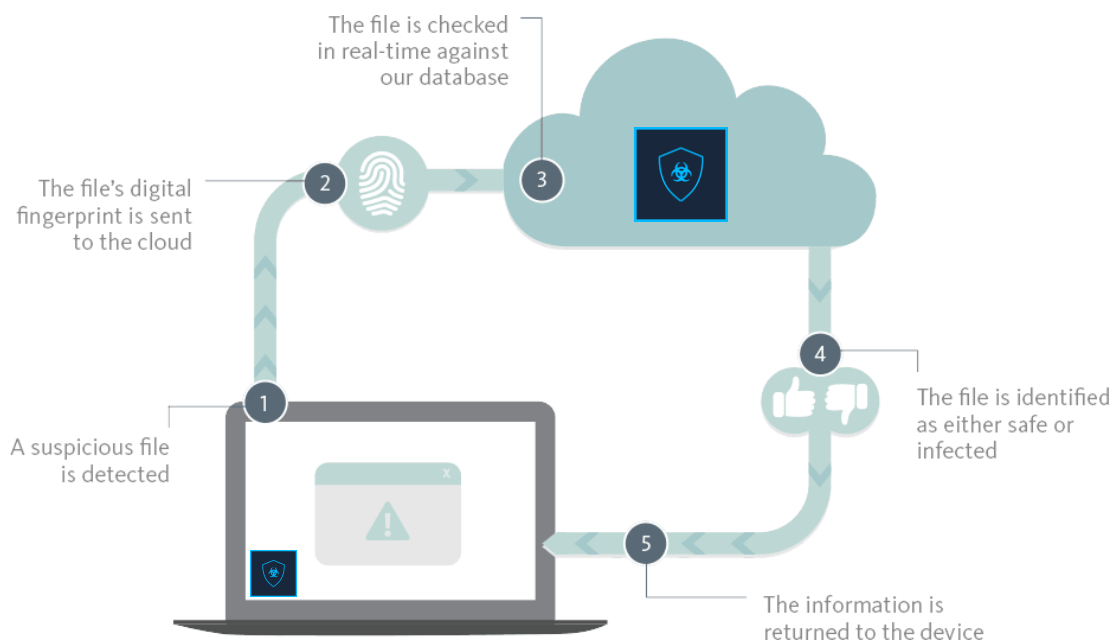 The file is checked
in real-time against
our database
2
3
The file's digital
fingerprint is sent
to the cloud
4
1
The file is identified
as either safe or
infected
A suspicious file
is detected
X
5
The information is
returned to the device